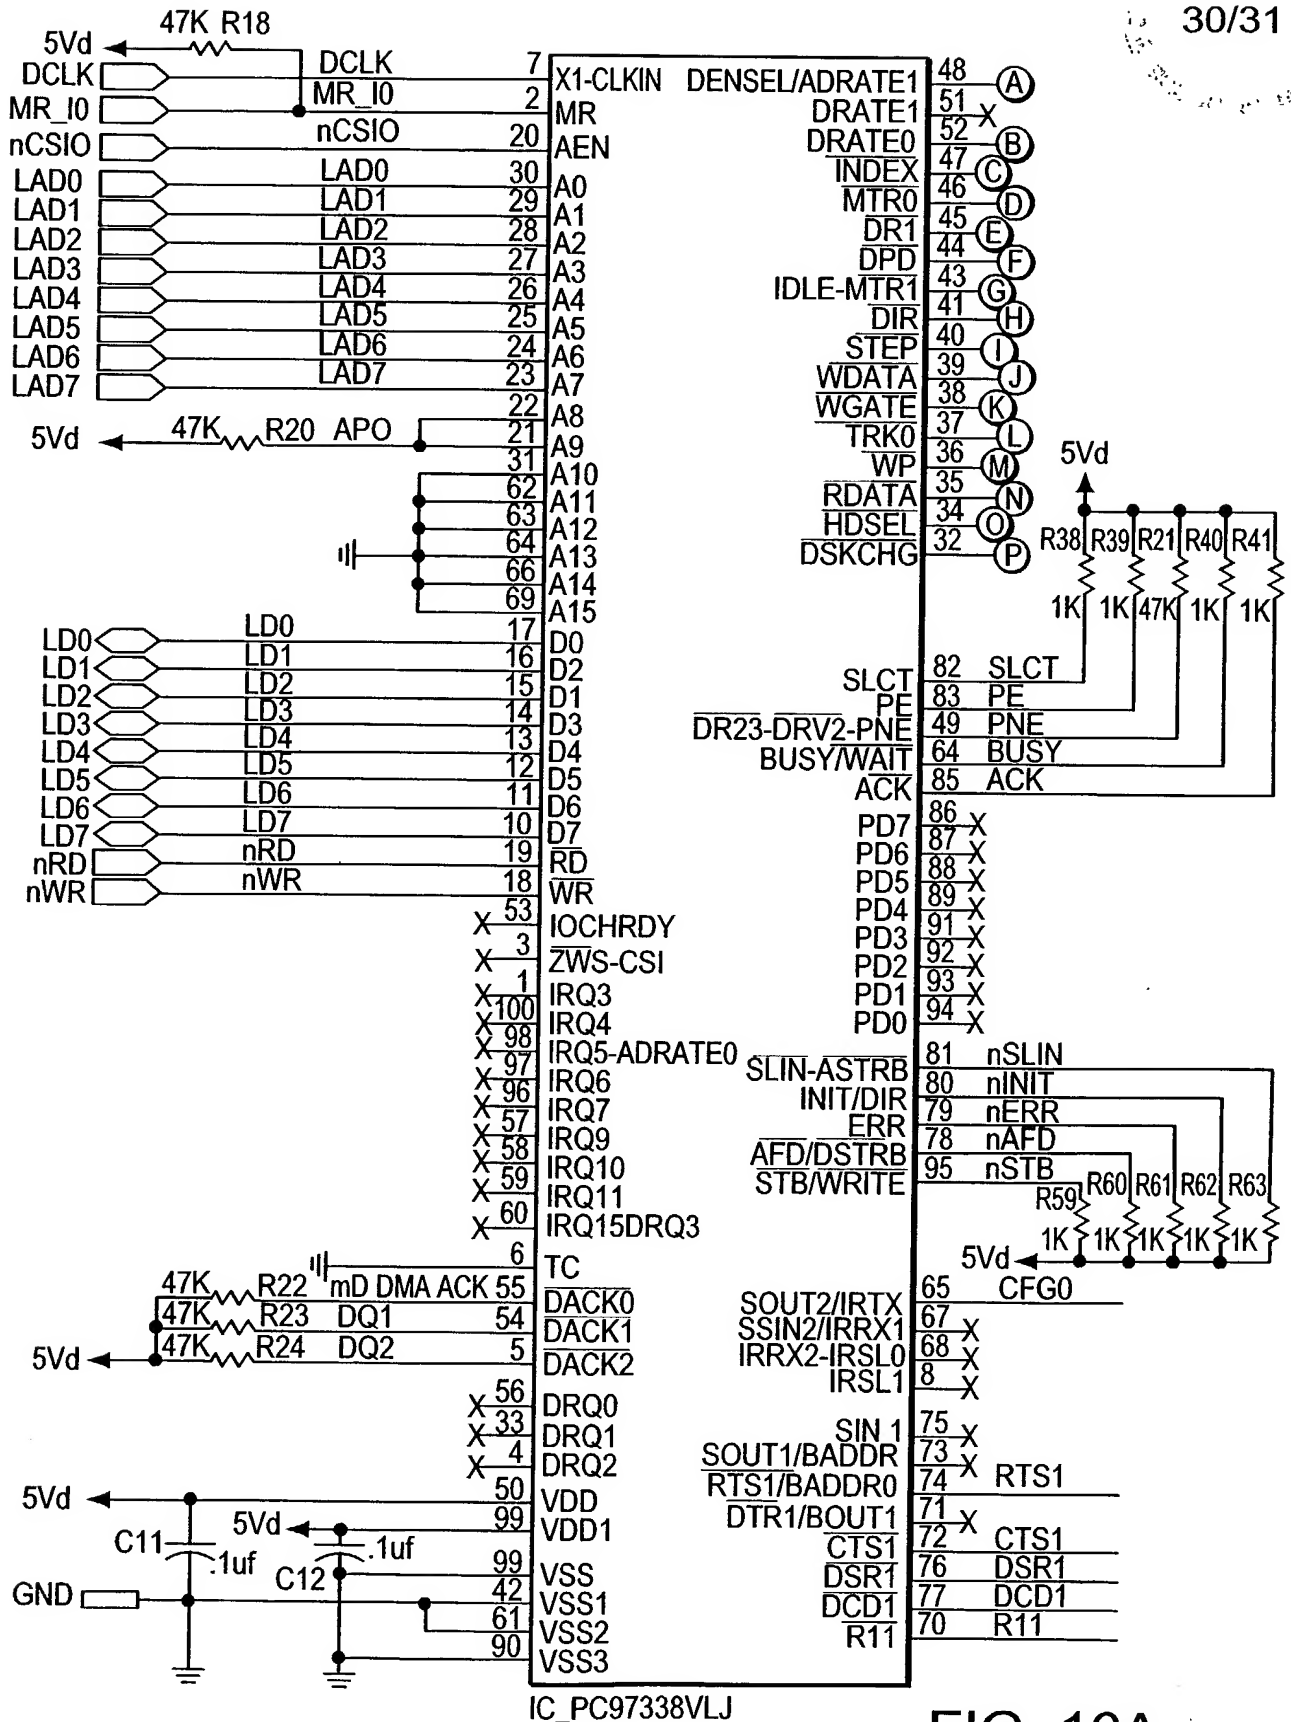 30/31
47K R18
5Vd
DCLK DCLK 7 X1-CLKIN
MR_I0 MR_I0 2 MR
nCSIO nCSIO 20 AEN
LAD0 LAD0 30 A0
LAD1 LAD1 29 A1
LAD2 LAD2 28 A2
LAD3 LAD3 27 A3
LAD4 LAD4 26 A4
LAD5 LAD5 25 A5
LAD6 LAD6 24 A6
LAD7 LAD7 23 A7
22 A8
5Vd 47K R20 APO 21 A9
31 A10
62 A11
63 A12
64 A13
66 A14
69 A15
LD0 LD0 17 D0
LD1 LD1 16 D2
LD2 LD2 15 D1
LD3 LD3 14 D3
LD4 LD4 13 D4
LD5 LD5 12 D5
LD6 LD6 11 D6
LD7 LD7 10 D7
nRD nRD 19 RD
nWR nWR 18 WR
X 53 IOCHRDY
X 3 ZWS-CSI
X 1 IRQ3
X 100 IRQ4
X 98 IRQ5-ADRATE0
X 97 IRQ6
X 96 IRQ7
X 57 IRQ9
X 58 IRQ10
X 59 IRQ11
X 60 IRQ15DRQ3
6 TC
47K R22 mD DMA ACK 55 DACK0
47K R23 DQ1 54 DACK1
5Vd 47K R24 DQ2 5 DACK2
X 56 DRQ0
X 33 DRQ1
X 4 DRQ2
5Vd 50 VDD
5Vd 99 VDD1
C11 .1uf
C12 .1uf
99 VSS
GND 42 VSS1
61 VSS2
90 VSS3
DENSEL/ADRATE1 48 A
DRATE1 51 X
DRATE0 52 B
INDEX 47 C
MTR0 46 D
DR1 45 E
DPD 44 F
IDLE-MTR1 43 G
DIR 41 H
STEP 40 I
WDATA 39 J
WGATE 38 K
TRK0 37 L
WP 36 M
RDATA 35 N
HDSEL 34 O
DSKCHG 32 P
5Vd
R38 R39 R21 R40 R41
1K 1K 47K 1K 1K
SLCT 82 SLCT
PE 83 PE
DR23-DRV2-PNE 49 PNE
BUSY/WAIT 64 BUSY
ACK 85 ACK
PD7 86 X
PD6 87 X
PD5 88 X
PD4 89 X
PD3 91 X
PD2 92 X
PD1 93 X
PD0 94 X
SLIN-ASTRB 81 nSLIN
INIT/DIR 80 nINIT
ERR 79 nERR
AFD/DSTRB 78 nAFD
STB/WRITE 95 nSTB
R59 R60 R61 R62 R63
1K 1K 1K 1K 1K
5Vd
SOUT2/IRTX 65 CFG0
SSIN2/IRRX1 67 X
IRRX2-IRSL0 68 X
IRSL1 8 X
SIN 1 75 X
SOUT1/BADDR 73 X
RTS1/BADDR0 74 RTS1
DTR1/BOUT1 71 X
CTS1 72 CTS1
DSR1 76 DSR1
DCD1 77 DCD1
R11 70 R11
IC_PC97338VLJ